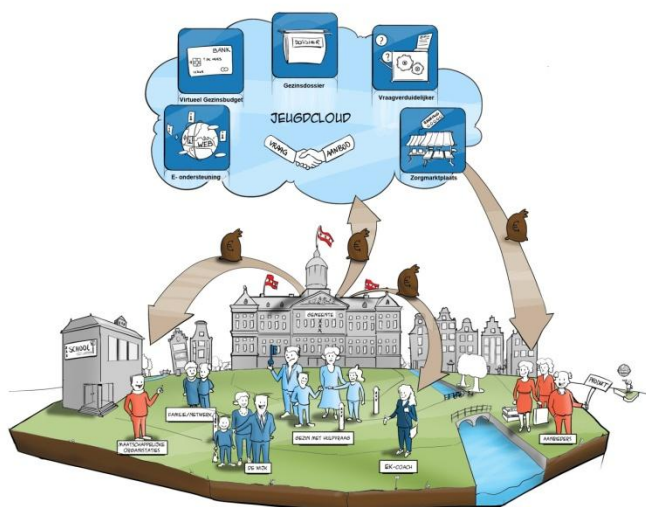 BANK
Virtueel Gezinsbudget
Gezinsdossier
?
?
Vraagverduidelijker
JEUGDCLOUD
WEB
E- ondersteuning
VRAAG
AANBOD
Zorgmarktplaats
€
€
€
€
GEMEENTE
SCHOOL
FAMILIE/NETWERK
MAATSCHAPPELIJKE
ORGANISATIES
DE WIJK
GEZIN MET HULPVRAAG
EK-COACH
AANBIEDERS